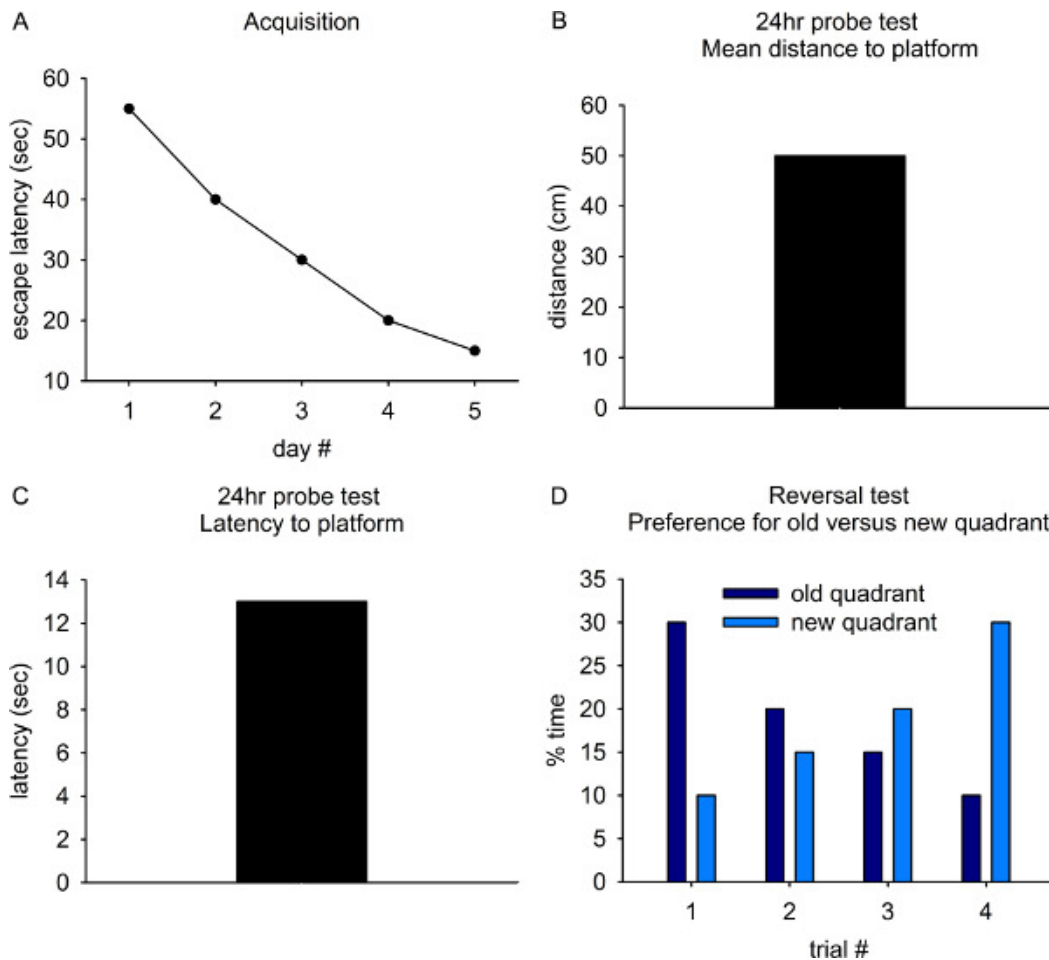 A
Acquisition
60
50
40
30
20
10
escape latency (sec)
1 2 3 4 5
day #
B
24hr probe test
Mean distance to platform
60
50
40
30
20
10
0
distance (cm)
C
24hr probe test
Latency to platform
14
12
10
8
6
4
2
0
latency (sec)
D
Reversal test
Preference for old versus new quadrant
35
30
25
20
15
10
5
0
% time
old quadrant
new quadrant
1 2 3 4
trial #